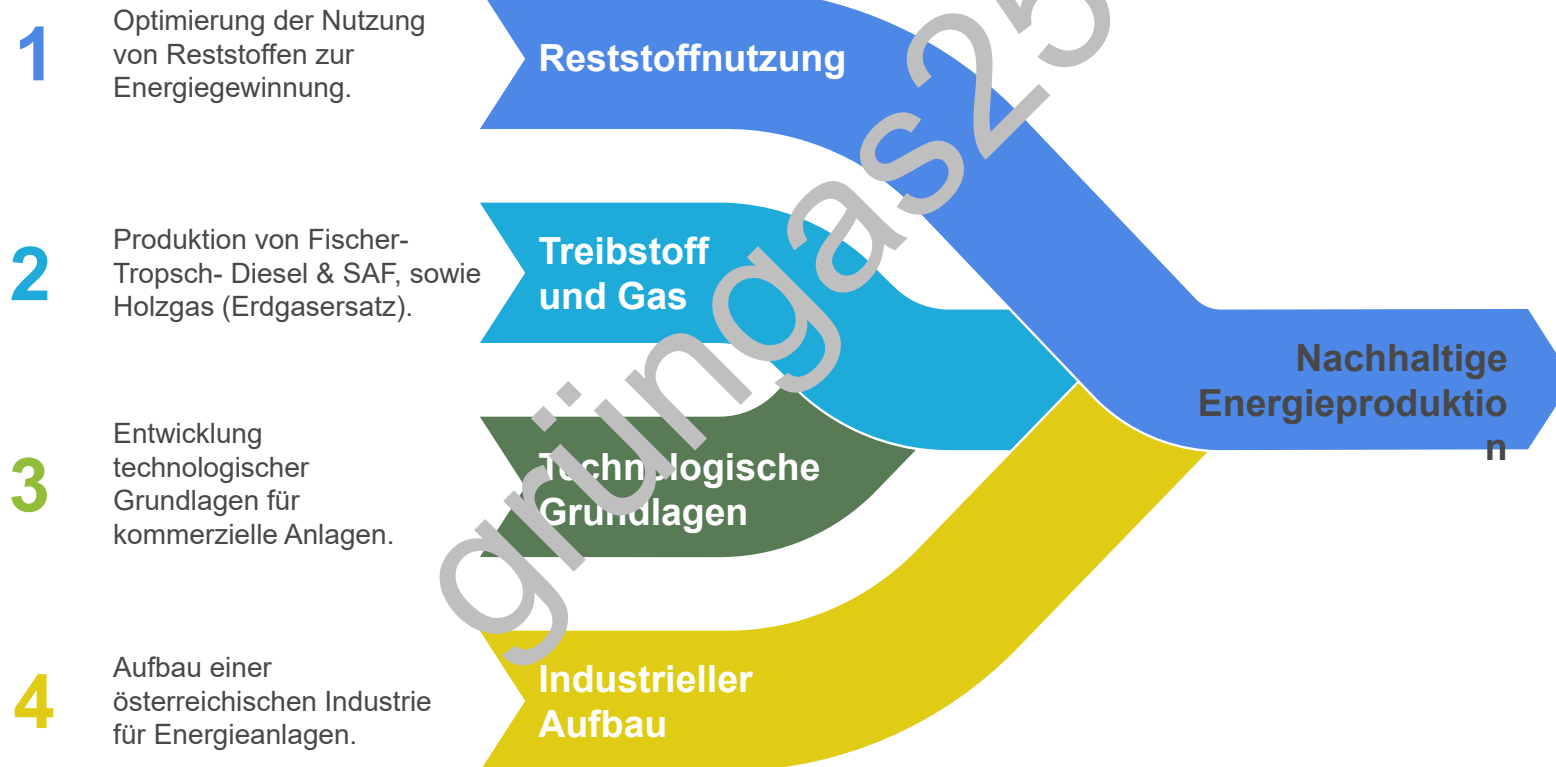 1
Optimierung der Nutzung
von Reststoffen zur
Energiegewinnung.
Reststoffnutzung
2
Produktion von Fischer-
Tropsch- Diesel & SAF, sowie
Holzgas (Erdgasersatz).
Treibstoff
und Gas
3
Entwicklung
technologischer
Grundlagen für
kommerzielle Anlagen.
Technologische
Grundlagen
4
Aufbau einer
österreichischen Industrie
für Energieanlagen.
Industrieller
Aufbau
Nachhaltige
Energieproduktio
n
grüngas25